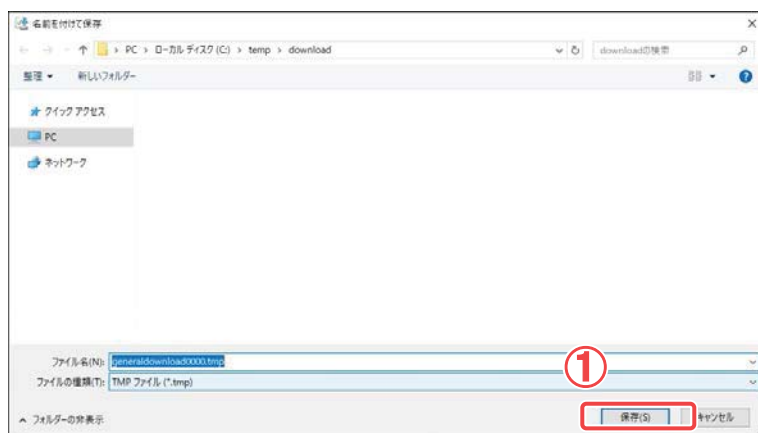 名前を付けて保存
PC > ローカル ディスク (C:) > temp > download
downloadの検索
整理 新しいフォルダー
クイック アクセス
PC
ネットワーク
ファイル名(N): generaldownload0000.tmp
ファイルの種類(T): TMP ファイル (*.tmp)
①
フォルダーの非表示
保存(S) キャンセル